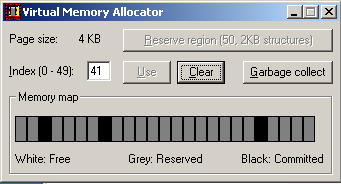 Virtual Memory Allocator
Page size: 4 KB Reserve region (50, 2KB structures)
Index (0 - 49): 41 Use Clear Garbage collect
Memory map
White: Free Grey: Reserved Black: Committed